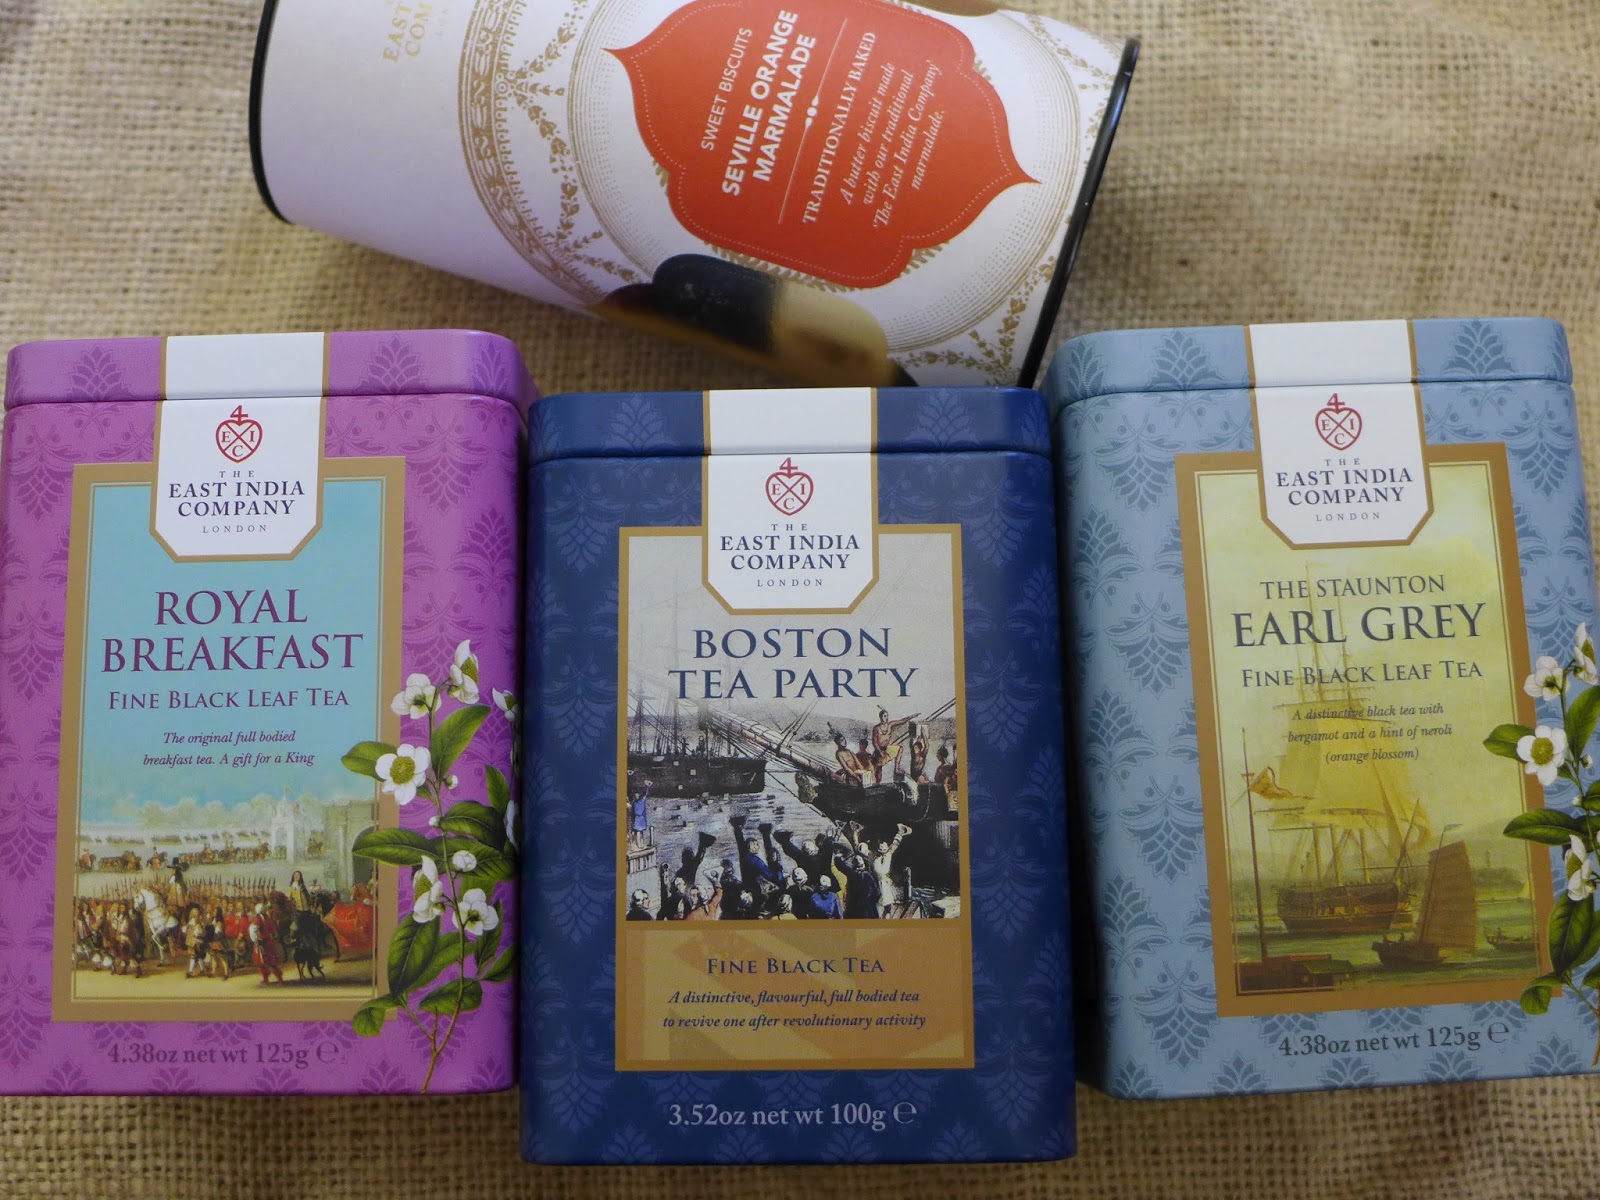 EAST
COM
SWEET BISCUITS
SEVILLE ORANGE
MARMALADE
TRADITIONALLY BAKED
A butter biscuit made
with our traditional
'The East India Company'
marmalade.
4
E I
C
THE
EAST INDIA
COMPANY
LONDON
ROYAL
BREAKFAST
FINE BLACK LEAF TEA
The original full bodied
breakfast tea. A gift for a King
4.38oz net wt 125g ℮
4
E I
C
THE
EAST INDIA
COMPANY
LONDON
BOSTON
TEA PARTY
FINE BLACK TEA
A distinctive, flavourful, full bodied tea
to revive one after revolutionary activity
3.52oz net wt 100g ℮
4
E I
C
THE
EAST INDIA
COMPANY
LONDON
THE STAUNTON
EARL GREY
FINE BLACK LEAF TEA
A distinctive black tea with
bergamot and a hint of neroli
(orange blossom)
4.38oz net wt 125g ℮